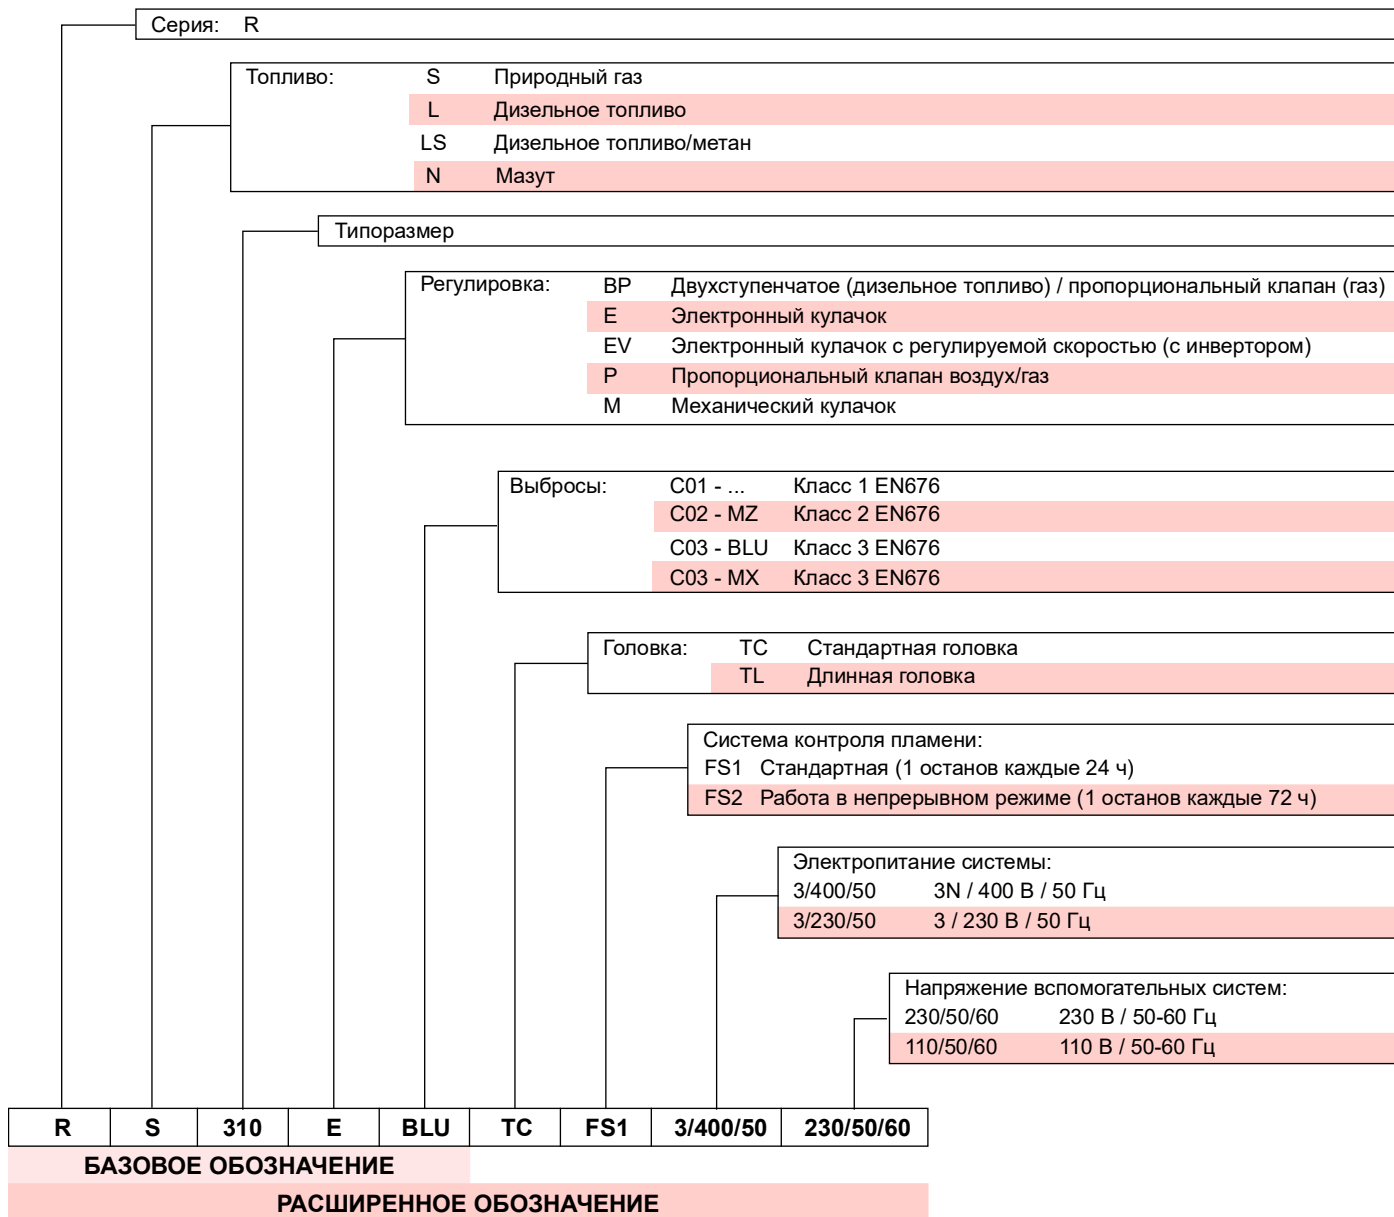 Серия: R
Топливо: S Природный газ
L Дизельное топливо
LS Дизельное топливо/метан
N Мазут
Типоразмер
Регулировка: BP Двухступенчатое (дизельное топливо) / пропорциональный клапан (газ)
E Электронный кулачок
EV Электронный кулачок с регулируемой скоростью (с инвертором)
P Пропорциональный клапан воздух/газ
M Механический кулачок
Выбросы: C01 - ... Класс 1 EN676
C02 - MZ Класс 2 EN676
C03 - BLU Класс 3 EN676
C03 - MX Класс 3 EN676
Головка: TC Стандартная головка
TL Длинная головка
Система контроля пламени:
FS1 Стандартная (1 останов каждые 24 ч)
FS2 Работа в непрерывном режиме (1 останов каждые 72 ч)
Электропитание системы:
3/400/50 3N / 400 В / 50 Гц
3/230/50 3 / 230 В / 50 Гц
Напряжение вспомогательных систем:
230/50/60 230 В / 50-60 Гц
110/50/60 110 В / 50-60 Гц
R S 310 E BLU TC FS1 3/400/50 230/50/60
БАЗОВОЕ ОБОЗНАЧЕНИЕ
РАСШИРЕННОЕ ОБОЗНАЧЕНИЕ